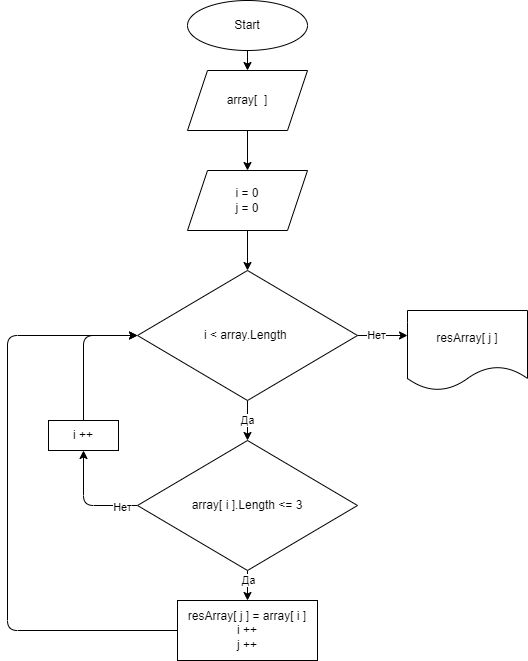 Start
array[  ]
i = 0
j = 0
i < array.Length
Нет
resArray[ j ]
Да
i ++
array[ i ].Length <= 3
Нет
Да
resArray[ j ] = array[ i ]
i ++
j ++